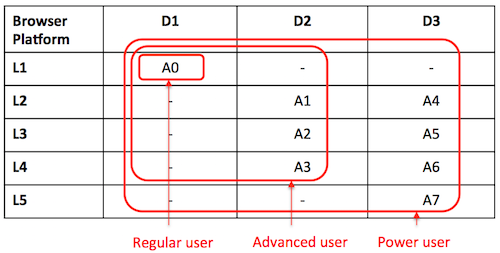 Browser Platform D1 D2 D3
L1 A0 - -
L2 - A1 A4
L3 - A2 A5
L4 - A3 A6
L5 - - A7
Regular user Advanced user Power user